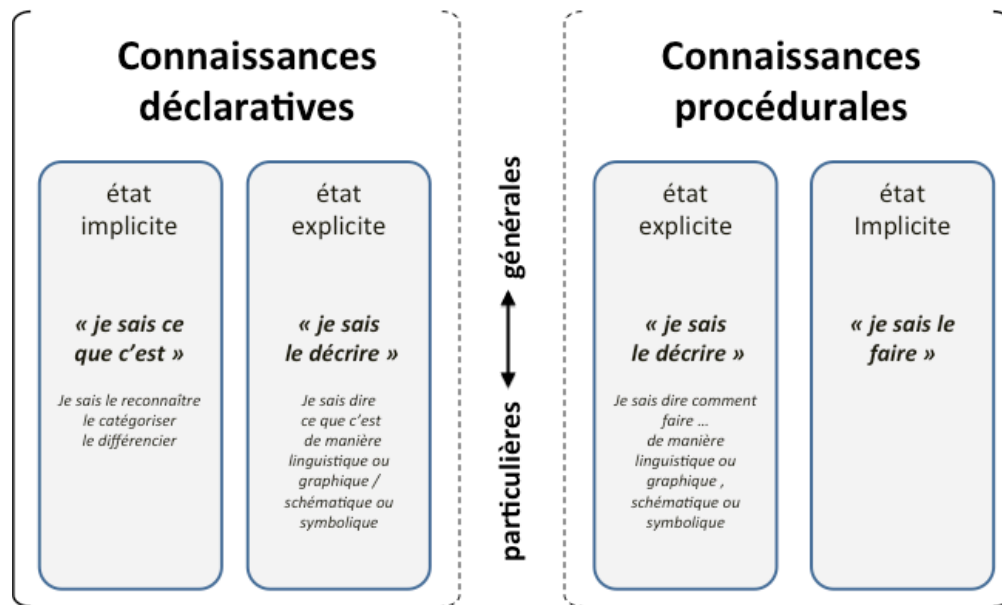 Connaissances
déclaratives
état
implicite
« je sais ce
que c’est »
Je sais le reconnaître
le catégoriser
le différencier
état
explicite
« je sais
le décrire »
Je sais dire
ce que c’est
de manière
linguistique ou
graphique /
schématique ou
symbolique
particulières
générales
Connaissances
procédurales
état
explicite
« je sais
le décrire »
Je sais dire comment
faire ...
de manière
linguistique ou
graphique ,
schématique ou
symbolique
état
Implicite
« je sais le
faire »